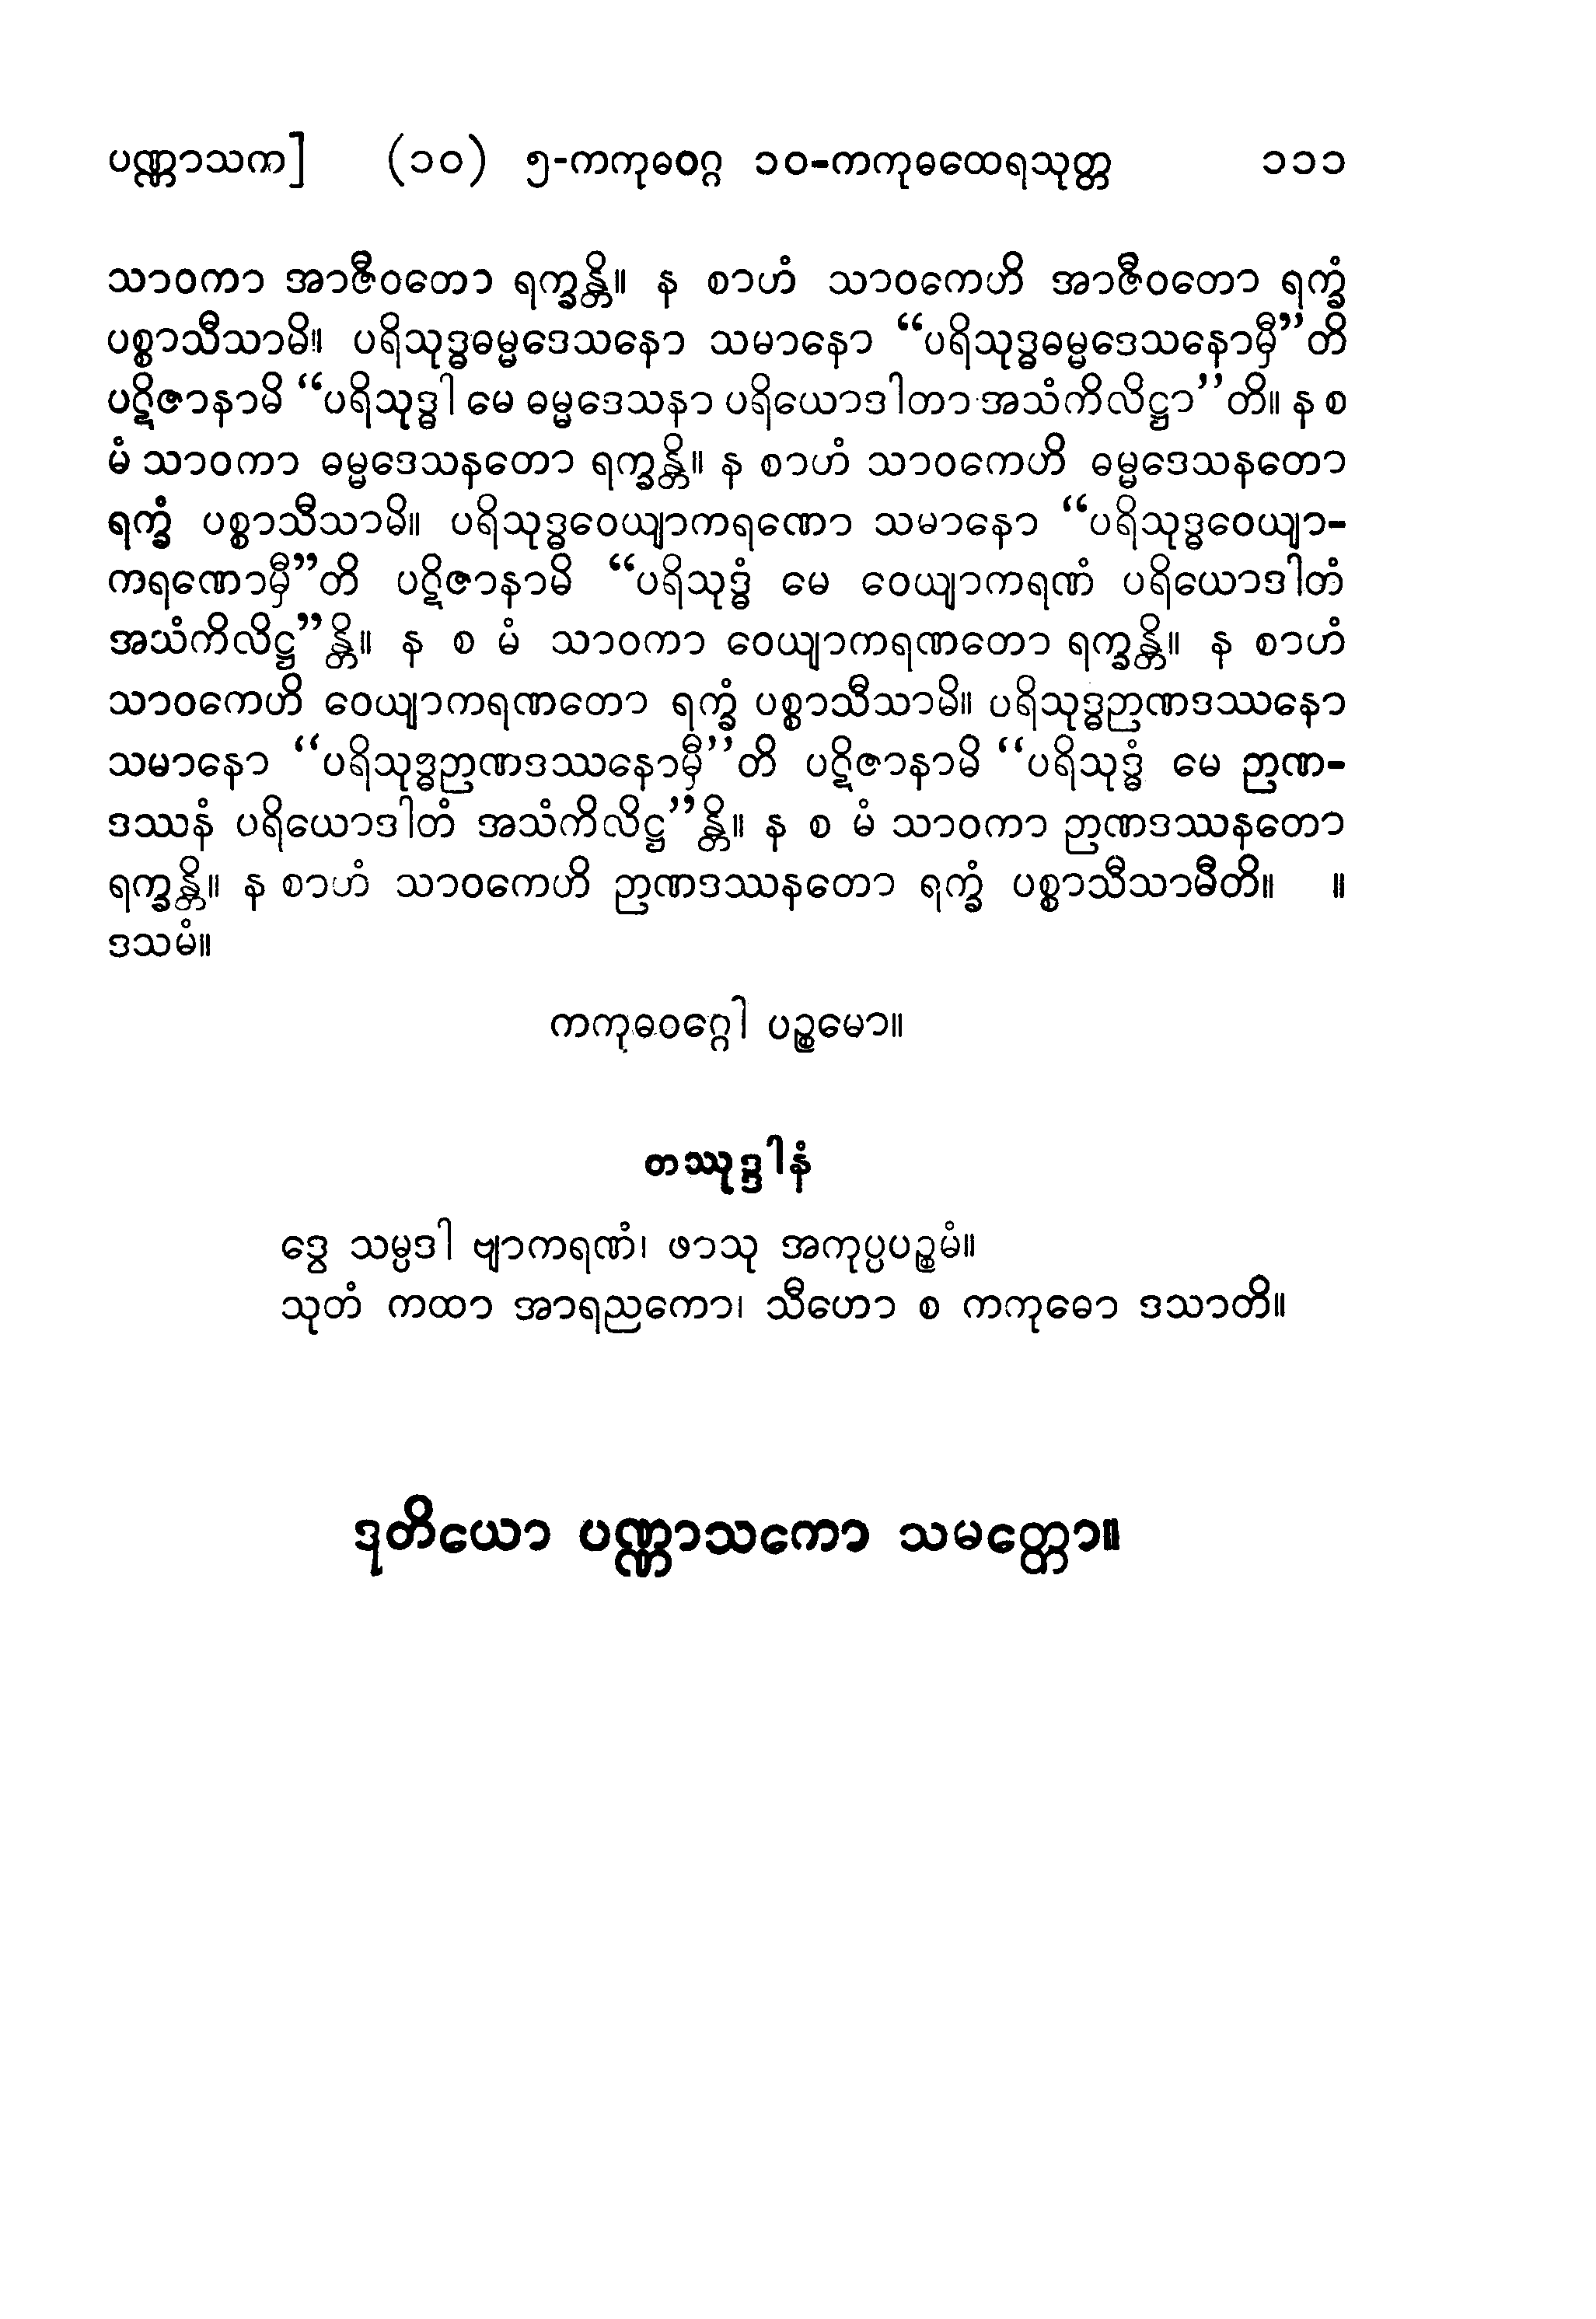 ပဏ္ဏာသက] (၁၀) ၅-ကကုဓဝဂ္ဂ ၁၀-ကကုဓထေရသုတ္တ ၁၁၁
သာဝကာ အာဇီဝတော ရက္ခန္တိ။ န စာဟံ သာဝကေဟိ အာဇီဝတော ရက္ခံ
ပစ္စာသီသာမိ။ ပရိသုဒ္ဓဓမ္မဒေသနော သမာနော “ပရိသုဒ္ဓဓမ္မဒေသနောမှီ”တိ
ပဋိဇာနာမိ “ပရိသုဒ္ဓါ မေ ဓမ္မဒေသနာ ပရိယောဒါတာ အသံကိလိဋ္ဌာ”တိ။ န စ
မံ သာဝကာ ဓမ္မဒေသနတော ရက္ခန္တိ။ န စာဟံ သာဝကေဟိ ဓမ္မဒေသနတော
ရက္ခံ ပစ္စာသီသာမိ။ ပရိသုဒ္ဓဝေယျာကရဏော သမာနော “ပရိသုဒ္ဓဝေယျာ-
ကရဏောမှီ”တိ ပဋိဇာနာမိ “ပရိသုဒ္ဓံ မေ ဝေယျာကရဏံ ပရိယောဒါတံ
အသံကိလိဋ္ဌ”န္တိ။ န စ မံ သာဝကာ ဝေယျာကရဏတော ရက္ခန္တိ။ န စာဟံ
သာဝကေဟိ ဝေယျာကရဏတော ရက္ခံ ပစ္စာသီသာမိ။ ပရိသုဒ္ဓဉာဏဒဿနော
သမာနော “ပရိသုဒ္ဓဉာဏဒဿနောမှီ”တိ ပဋိဇာနာမိ “ပရိသုဒ္ဓံ မေ ဉာဏ-
ဒဿနံ ပရိယောဒါတံ အသံကိလိဋ္ဌ”န္တိ။ န စ မံ သာဝကာ ဉာဏဒဿနတော
ရက္ခန္တိ။ န စာဟံ သာဝကေဟိ ဉာဏဒဿနတော ရက္ခံ ပစ္စာသီသာမီတိ။ ။
ဒသမံ။
ကကုဓဝဂ္ဂေါ ပဉ္စမော။
တဿုဒ္ဒါနံ
ဒွေ သမ္ပဒါ ဗျာကရဏံ၊ ဖာသု အကုပ္ပပဉ္စမံ။
သုတံ ကထာ အာရညကော၊ သီဟော စ ကကုဓော ဒသာတိ။
ဒုတိယော ပဏ္ဏာသကော သမတ္တော။